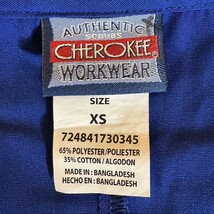 AUTHENTIC
SCRUBS
CHEROKEE
WORKWEAR
SIZE
XS
724841730345
65% POLYESTER/POLIESTER
35% COTTON / ALGODON
MADE IN : BANGLADESH
HECHO EN : BANGLADESH